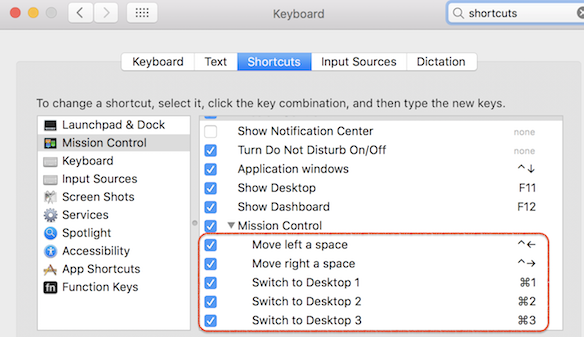 Keyboard
shortcuts
Keyboard Text Shortcuts Input Sources Dictation
To change a shortcut, select it, click the key combination, and then type the new keys.
Launchpad & Dock
Mission Control
Keyboard
Input Sources
Screen Shots
Services
Spotlight
Accessibility
App Shortcuts
fn Function Keys
Show Notification Center none
Turn Do Not Disturb On/Off none
Application windows ^↓
Show Desktop F11
Show Dashboard F12
Mission Control
Move left a space ^←
Move right a space ^→
Switch to Desktop 1 ⌘1
Switch to Desktop 2 ⌘2
Switch to Desktop 3 ⌘3